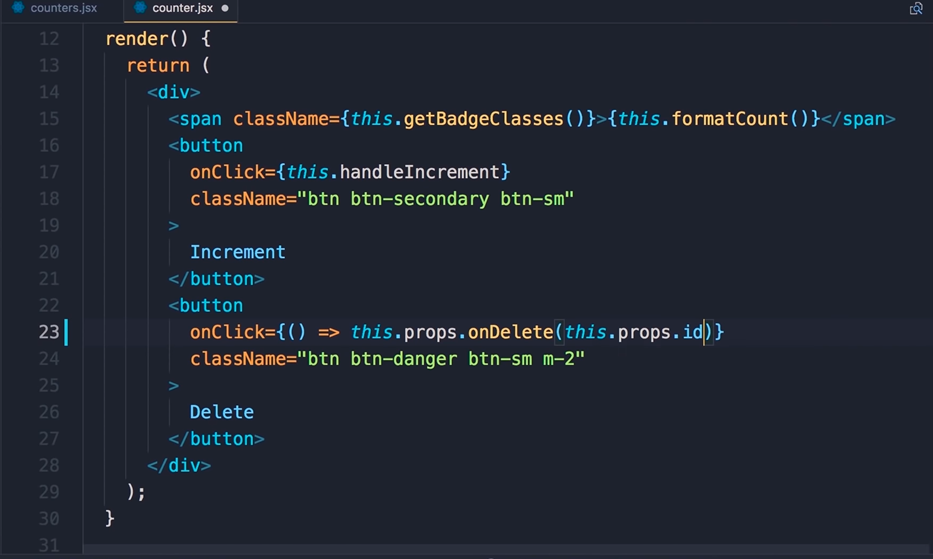 counters.jsx counter.jsx
12 render() {
13 return (
14 <div>
15 <span className={this.getBadgeClasses()}>{this.formatCount()}</span>
16 <button
17 onClick={this.handleIncrement}
18 className="btn btn-secondary btn-sm"
19 >
20 Increment
21 </button>
22 <button
23 onClick={() => this.props.onDelete(this.props.id)}
24 className="btn btn-danger btn-sm m-2"
25 >
26 Delete
27 </button>
28 </div>
29 );
30 }
31